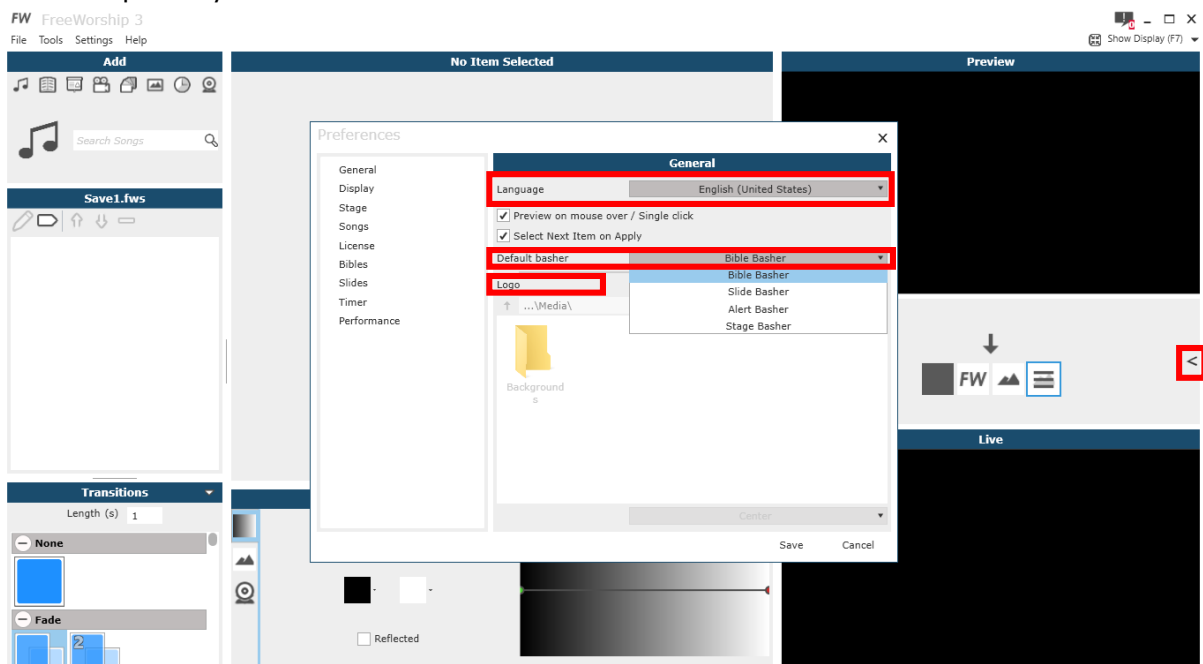 FW FreeWorship 3
File Tools Settings Help
Show Display (F7)
Add
No Item Selected
Preview
Search Songs
Save1.fws
Preferences
General
Display
Stage
Songs
License
Bibles
Slides
Timer
Performance
General
Language English (United States)
Preview on mouse over / Single click
Select Next Item on Apply
Default basher Bible Basher
Bible Basher
Slide Basher
Alert Basher
Stage Basher
Logo
...\Media\
Background
s
Center
Save Cancel
FW
<
Live
Transitions
Length (s) 1
None
Fade
2
Reflected